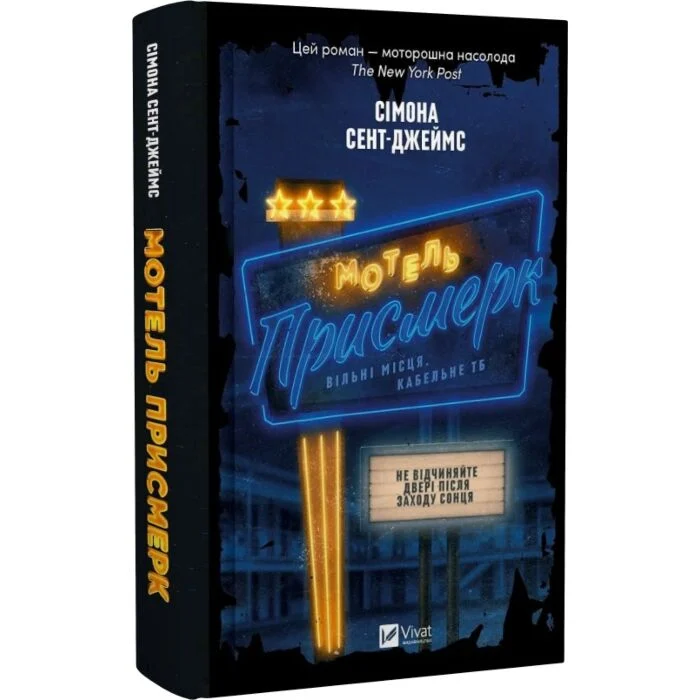 СІМОНА СЕНТ-ДЖЕЙМС
МОТЕЛЬ ПРИСМЕРК
Цей роман — моторошна насолода
The New York Post
СІМОНА
СЕНТ-ДЖЕЙМС
МОТЕЛЬ
Присмерк
ВІЛЬНІ МІСЦЯ.
КАБЕЛЬНЕ ТБ
НЕ ВІДЧИНЯЙТЕ
ДВЕРІ ПІСЛЯ
ЗАХОДУ СОНЦЯ
Vivat
ВИДАВНИЦТВО